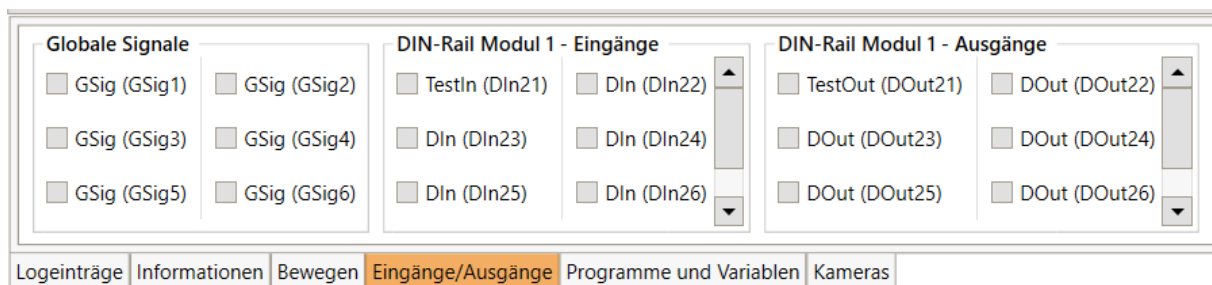 Globale Signale
GSig (GSig1) GSig (GSig2)
GSig (GSig3) GSig (GSig4)
GSig (GSig5) GSig (GSig6)
DIN-Rail Modul 1 - Eingänge
TestIn (DIn21) DIn (DIn22)
DIn (DIn23) DIn (DIn24)
DIn (DIn25) DIn (DIn26)
DIN-Rail Modul 1 - Ausgänge
TestOut (DOut21) DOut (DOut22)
DOut (DOut23) DOut (DOut24)
DOut (DOut25) DOut (DOut26)
Logeinträge Informationen Bewegen Eingänge/Ausgänge Programme und Variablen Kameras